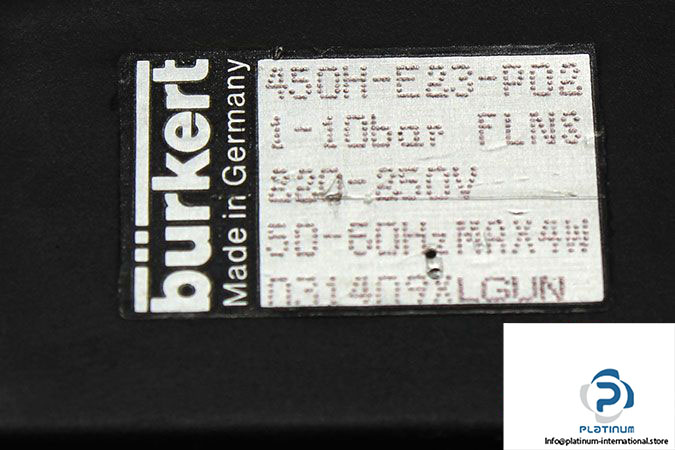 bürkert
Made in Germany
450H-E23-P02
1-10bar FLNS
220-250V
50-60Hz MAX4W
031409XLGUN
PLATINUM
Info@platinum-international.store